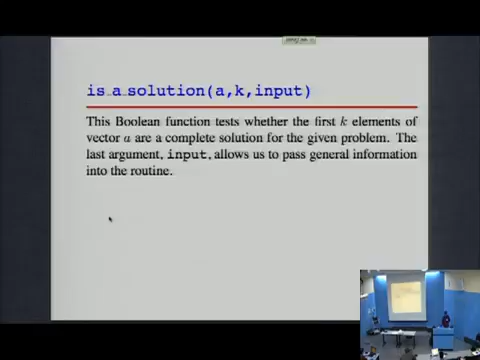 is_a_solution(a,k,input)
This Boolean function tests whether the first k elements of
vector a are a complete solution for the given problem. The
last argument, input, allows us to pass general information
into the routine.